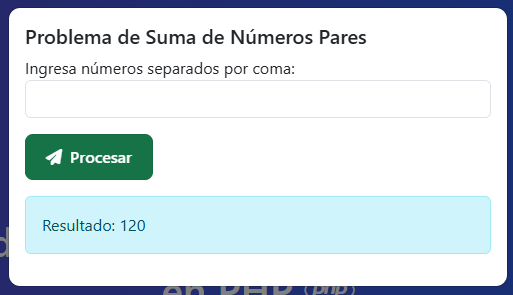 Problema de Suma de Números Pares
Ingresa números separados por coma:
Procesar
Resultado: 120
en PHP (PHP)